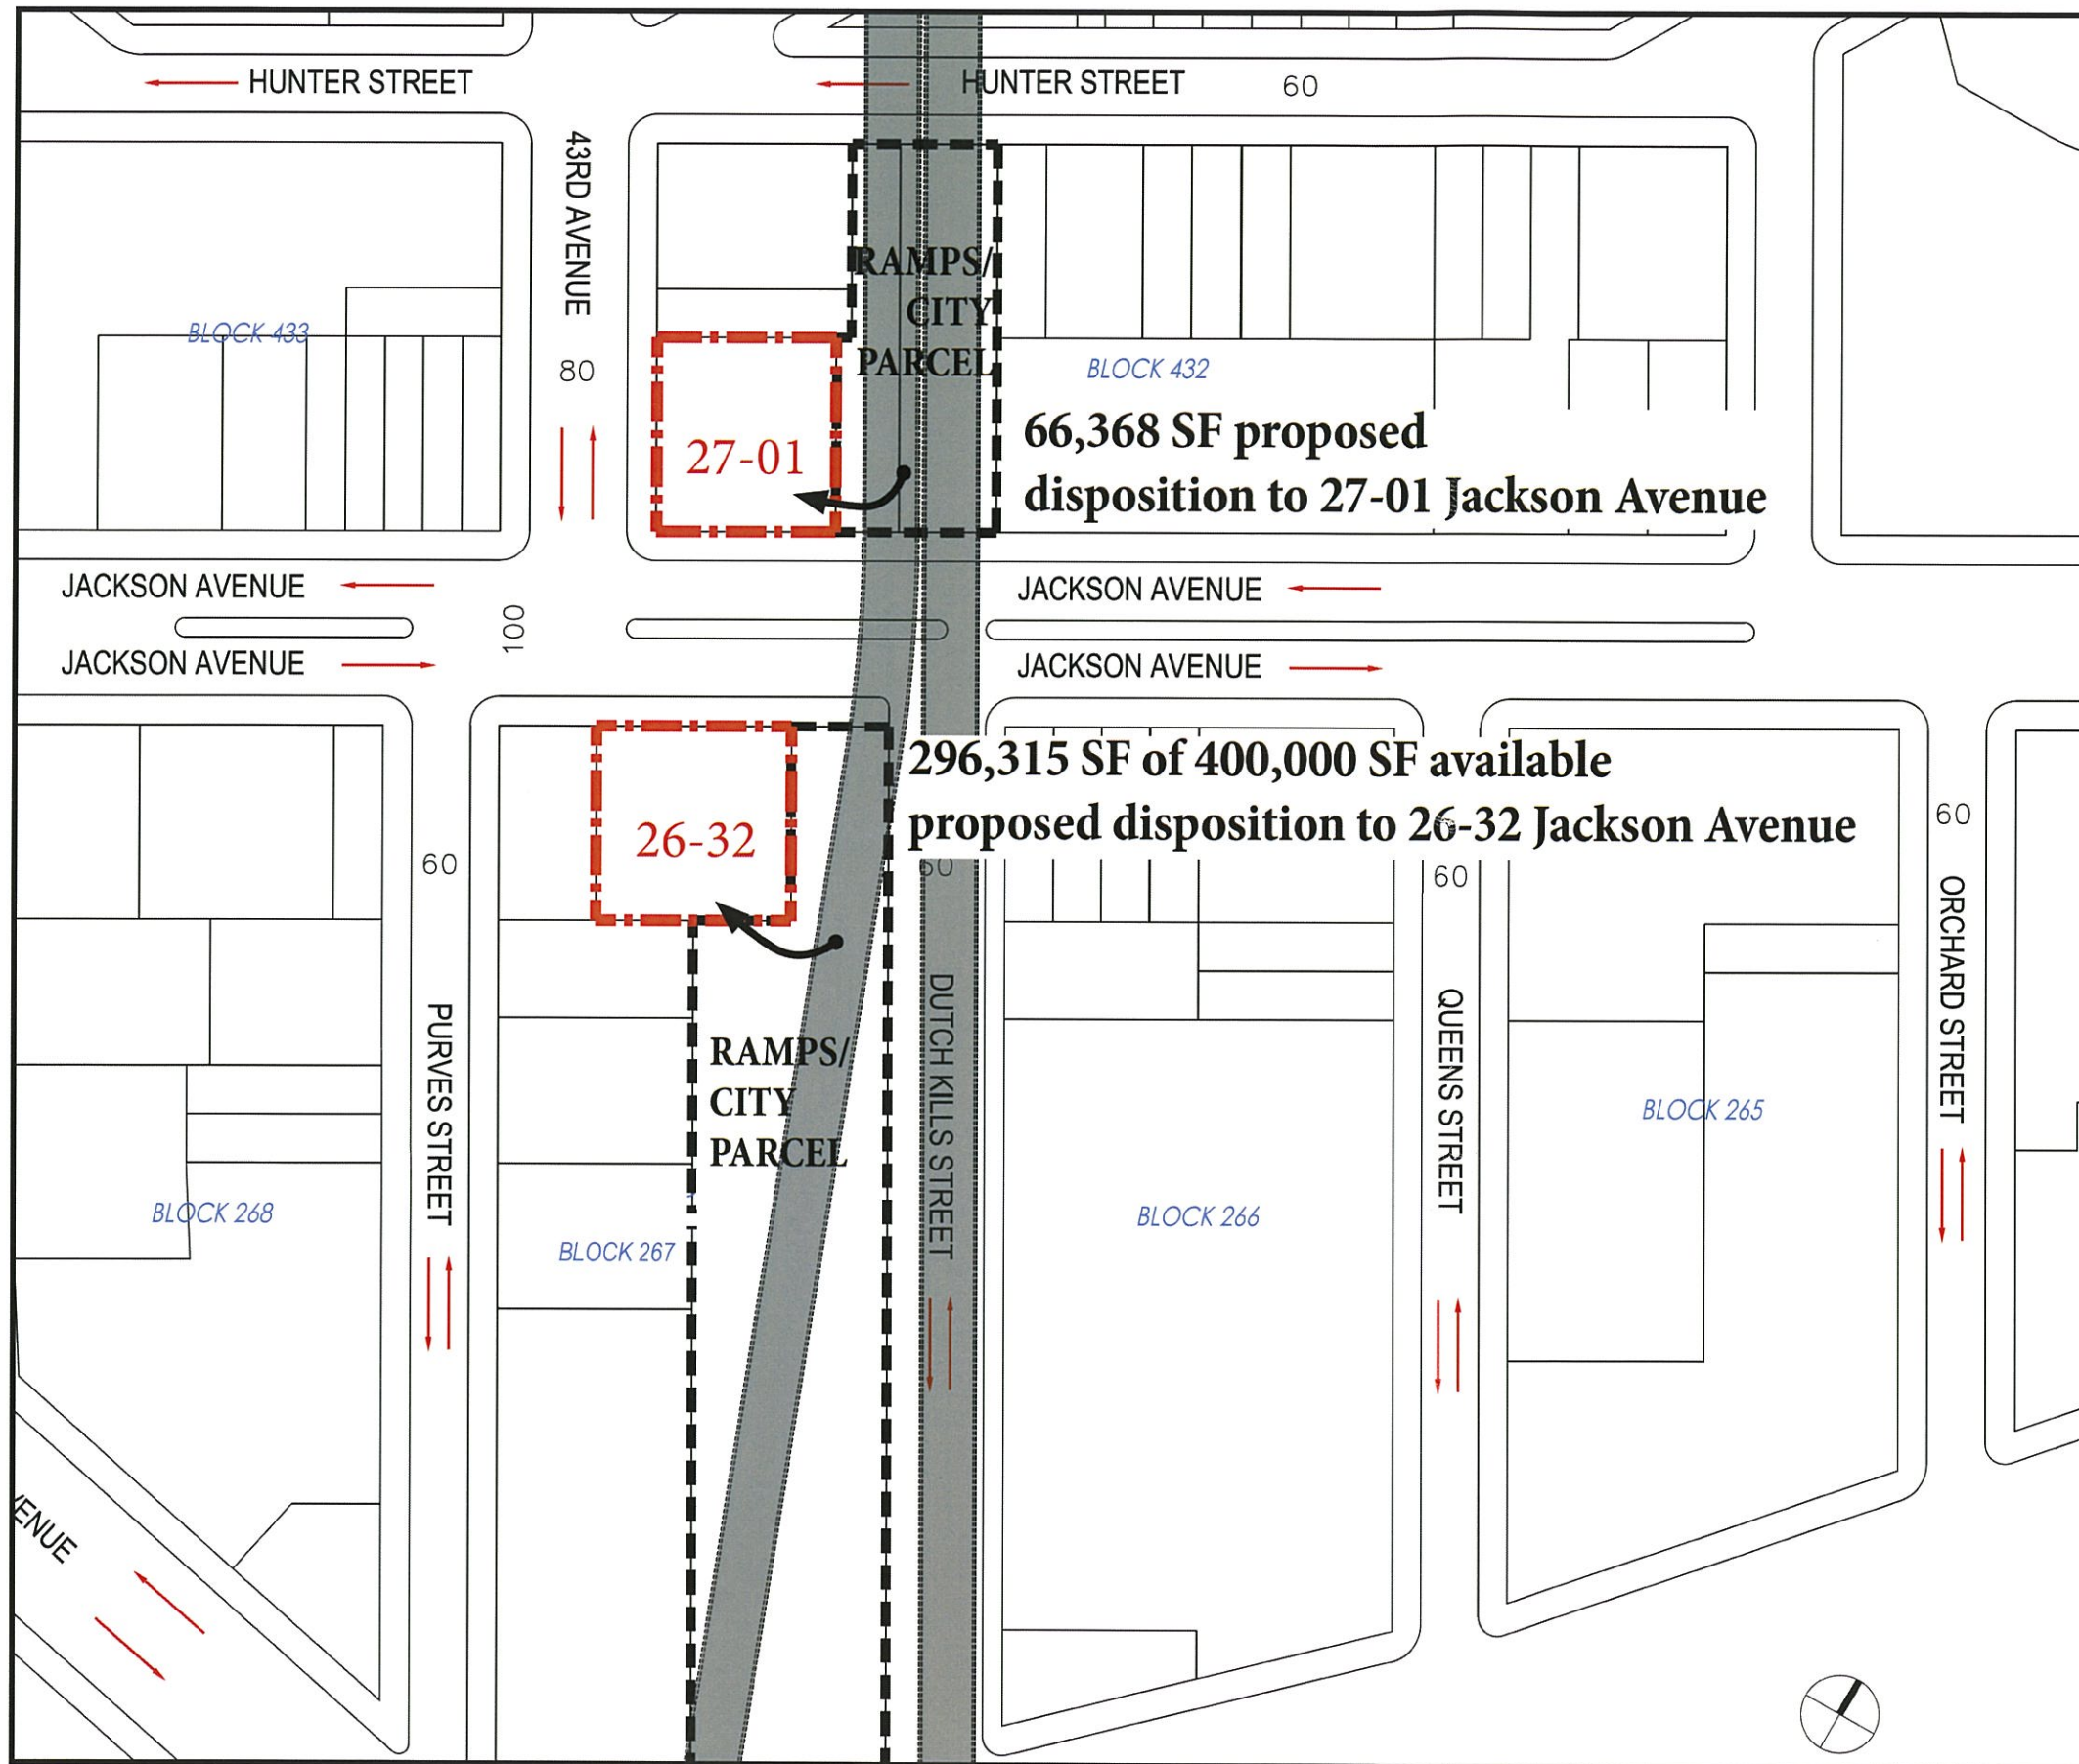 HUNTER STREET
HUNTER STREET
60
43RD AVENUE
80
BLOCK 433
RAMPS/
CITY
PARCEL
BLOCK 432
27-01
66,368 SF proposed
disposition to 27-01 Jackson Avenue
JACKSON AVENUE
JACKSON AVENUE
100
JACKSON AVENUE
JACKSON AVENUE
26-32
296,315 SF of 400,000 SF available
proposed disposition to 26-32 Jackson Avenue
60
60
60
60
PURVES STREET
RAMPS/
CITY
PARCEL
DUTCH KILLS STREET
QUEENS STREET
ORCHARD STREET
BLOCK 265
BLOCK 268
BLOCK 267
BLOCK 266
VENUE